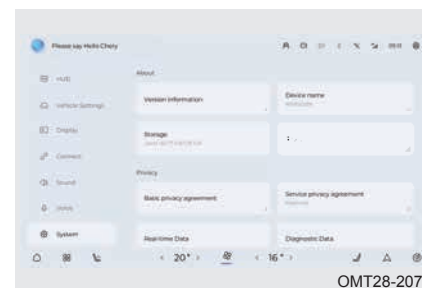 Please say Hello Chery
HUD
About
Vehicle Settings
Version information
Device name
Display
Storage
Connect
Privacy
Sound
Basic privacy agreement
Service privacy agreement
Voice
System
Real-time Data
Diagnostic Data
20°
16°
OMT28-207